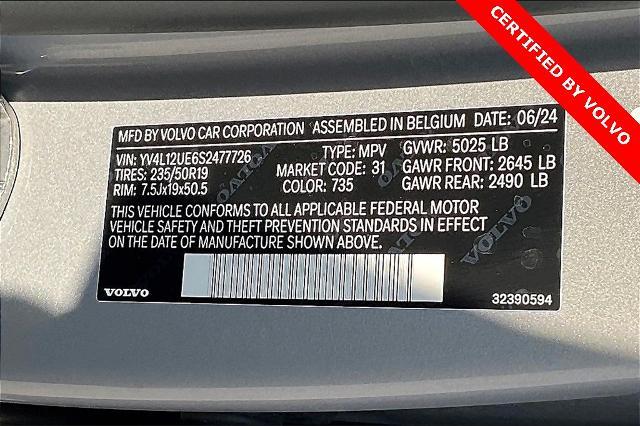 CERTIFIED BY VOLVO
MFD BY VOLVO CAR CORPORATION ASSEMBLED IN BELGIUM DATE: 06/24
VIN: YV4L12UE6S2477726 TYPE: MPV GVWR: 5025 LB
TIRES: 235/50R19 MARKET CODE: 31 GAWR FRONT: 2645 LB
RIM: 7.5Jx19x50.5 COLOR: 735 GAWR REAR: 2490 LB
THIS VEHICLE CONFORMS TO ALL APPLICABLE FEDERAL MOTOR
VEHICLE SAFETY AND THEFT PREVENTION STANDARDS IN EFFECT
ON THE DATE OF MANUFACTURE SHOWN ABOVE.
VOLVO
VOLVO 32390594